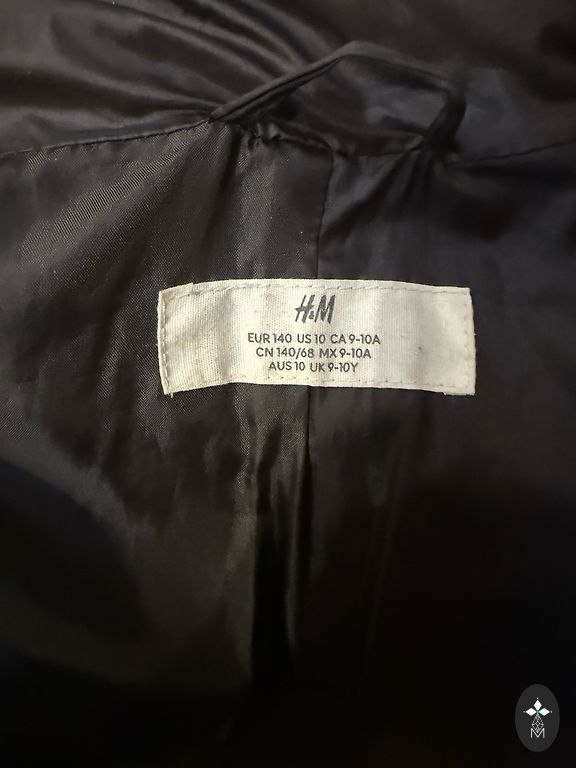 H&M
EUR 140 US 10 CA 9-10A
CN 140/68 MX 9-10A
AUS 10 UK 9-10Y
M